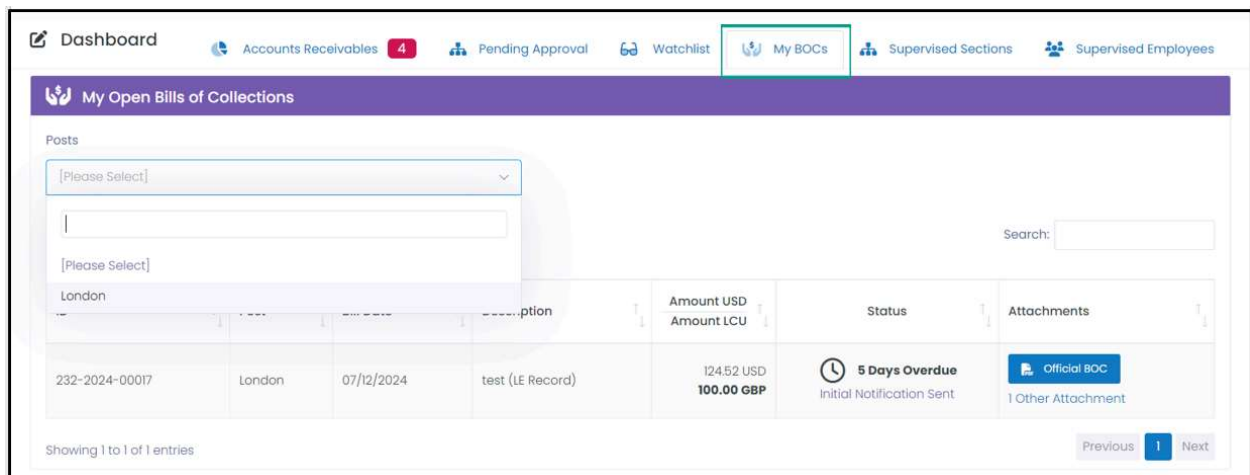 Dashboard
Accounts Receivables 4
Pending Approval
Watchlist
My BOCs
Supervised Sections
Supervised Employees
My Open Bills of Collections
Posts
[Please Select]
Search:
[Please Select]
London
Amount USD
Amount LCU
Status
Attachments
232-2024-00017
London
07/12/2024
test (LE Record)
124.52 USD
100.00 GBP
5 Days Overdue
Initial Notification Sent
Official BOC
1 Other Attachment
Showing 1 to 1 of 1 entries
Previous 1 Next